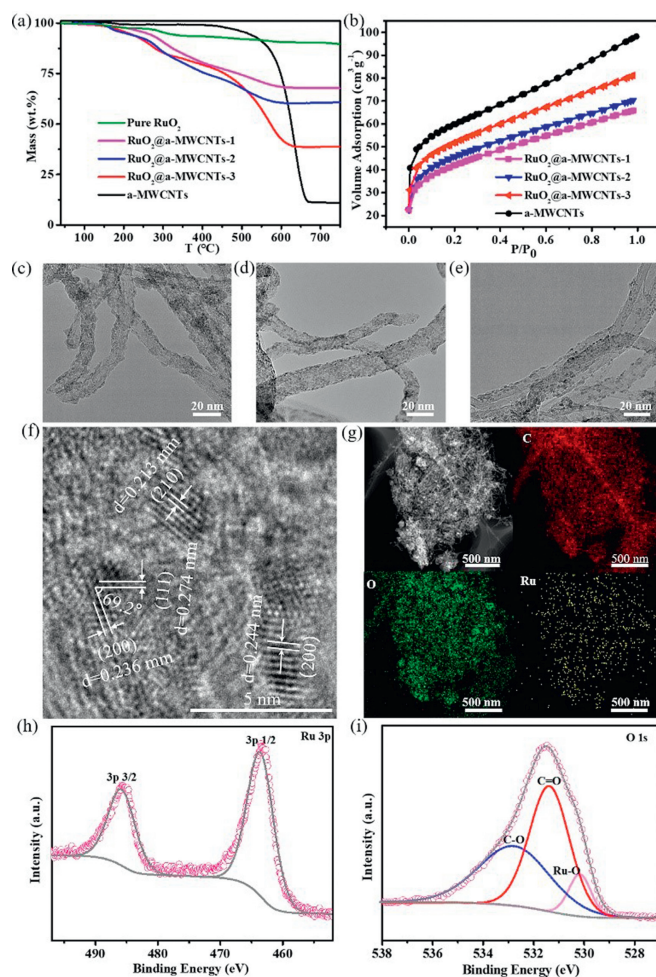 (a)
100
75
50
25
0
Mass (wt.%)
Pure RuO2
RuO2@a-MWCNTs-1
RuO2@a-MWCNTs-2
RuO2@a-MWCNTs-3
a-MWCNTs
100 200 300 400 500 600 700
T (°C)
(b)
100
90
80
70
60
50
40
30
20
Volume Adsorption (cm3 g-1)
RuO2@a-MWCNTs-1
RuO2@a-MWCNTs-2
RuO2@a-MWCNTs-3
a-MWCNTs
0.0 0.2 0.4 0.6 0.8 1.0
P/P0
(c)
20 nm
(d)
20 nm
(e)
20 nm
(f)
d=0.213 mm
(210)
69.2°
(111)
d=0.274 mm
(200)
d=0.236 mm
d=0.244 nm
(200)
5 nm
(g)
500 nm
C
500 nm
O
500 nm
Ru
500 nm
(h)
Ru 3p
3p 3/2
3p 1/2
Intensity (a.u.)
490 480 470 460
Binding Energy (eV)
(i)
O 1s
C=O
C-O
Ru-O
Intensity (a.u.)
538 536 534 532 530 528
Binding Energy (eV)